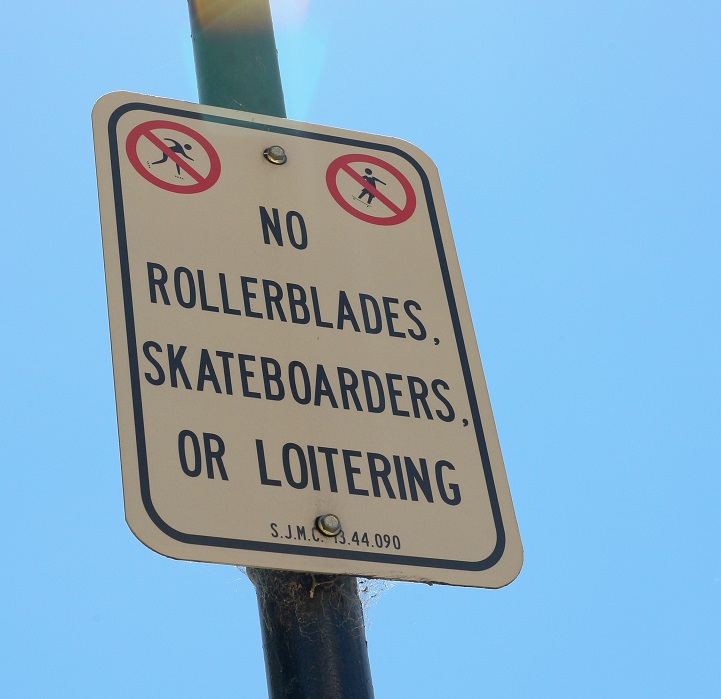 NO
ROLLERBLADES,
SKATEBOARDERS,
OR LOITERING
S.J.M.C. 13.44.090